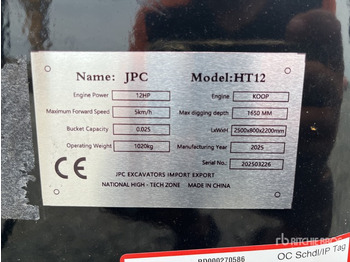 Name: JPC Model:HT12
Engine Power 12HP Engine KOOP
Maximum Forward Speed 5km/h Max digging depth 1650 MM
Bucket Capacity 0.025 LxWxH 2500x800x2200mm
Operating Weight 1020kg Manufacturing Year 2025
Serial No. 202503226
CE
JPC EXCAVATORS IMPORT EXPORT
NATIONAL HIGH - TECH ZONE MADE IN CHINA
RD000270586
OC Schdl/IP Tag